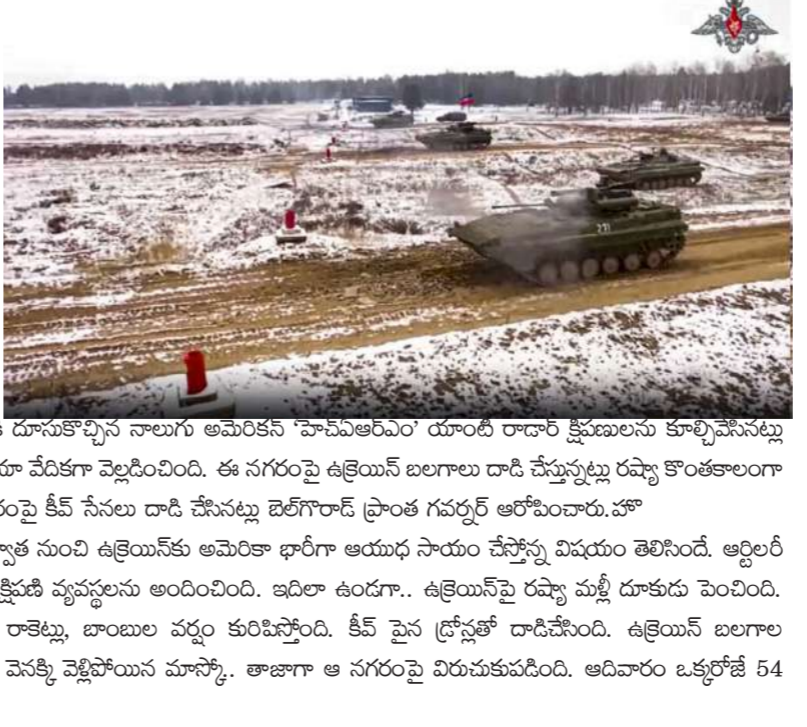 దూసుకొచ్చిన నాలుగు అమెరికన్ ‘హెచ్ఏఆర్ఎం’ యాంటి రాడార్ క్షిపణులను కూల్చివేసినట్లు
వేదికగా వెల్లడించింది. ఈ నగరంపై ఉక్రెయిన్ బలగాలు దాడి చేస్తున్నట్లు రష్యా కొంతకాలంగా
కీవ్ సేనలు దాడి చేసినట్లు బెల్‌గొరాడ్ ప్రాంత గవర్నర్ ఆరోపించారు.హొ
నుంచి ఉక్రెయిన్‌కు అమెరికా భారీగా ఆయుధ సాయం చేస్తోన్న విషయం తెలిసిందే. ఆర్టిలరీ
క్షిపణి వ్యవస్థలను అందించింది. ఇదిలా ఉండగా.. ఉక్రెయిన్‌పై రష్యా మళ్లీ దూకుడు పెంచింది.
రాకెట్లు, బాంబుల వర్షం కురిపిస్తోంది. కీవ్ పైన డ్రోన్లతో దాడిచేసింది. ఉక్రెయిన్ బలగాల
వెనక్కి వెళ్లిపోయిన మాస్కో.. తాజాగా ఆ నగరంపై విరుచుకుపడింది. ఆదివారం ఒక్కరోజే 54